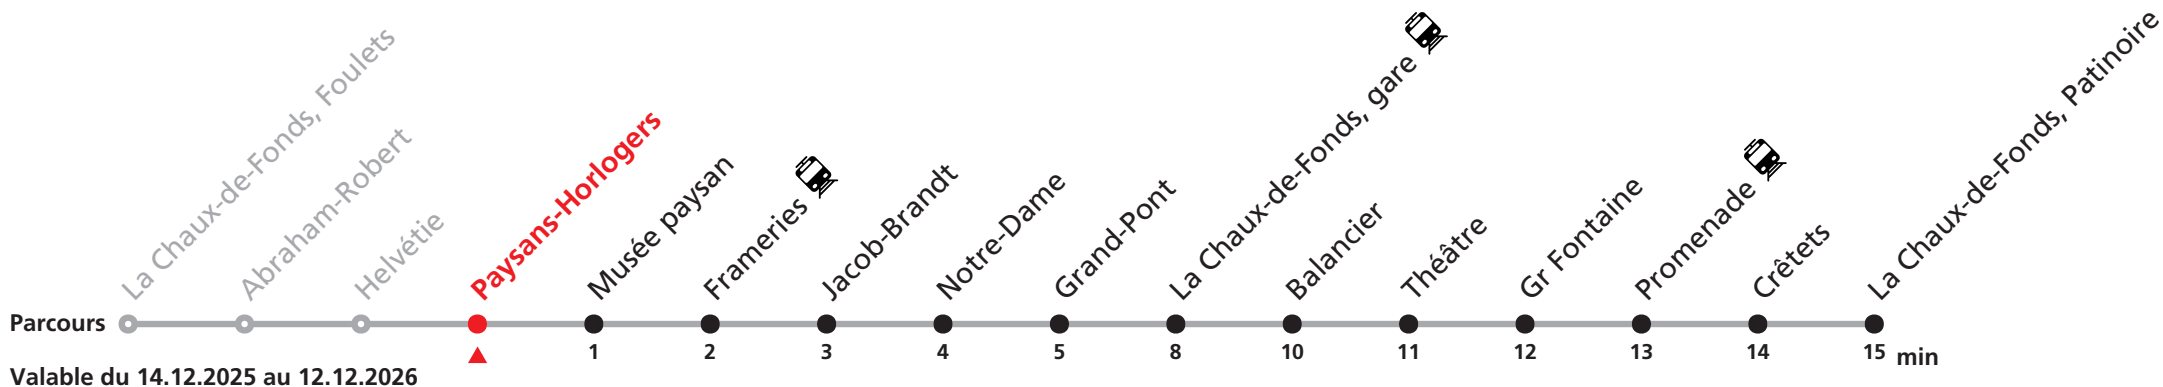 La Chaux-de-Fonds, Foulets
Abraham-Robert
Helvétie
Paysans-Horlogers
Musée paysan
Frameries
Jacob-Brandt
Notre-Dame
Grand-Pont
La Chaux-de-Fonds, gare
Balancier
Théâtre
Gr Fontaine
Promenade
Crêtets
La Chaux-de-Fonds, Patinoire
Parcours
1 2 3 4 5 8 10 11 12 13 14 15 min
Valable du 14.12.2025 au 12.12.2026